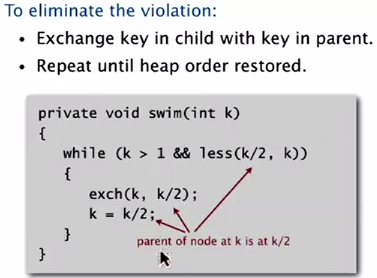 To eliminate the violation:
• Exchange key in child with key in parent.
• Repeat until heap order restored.
private void swim(int k)
{
while (k > 1 && less(k/2, k))
{
exch(k, k/2);
k = k/2;
}
parent of node at k is at k/2
}